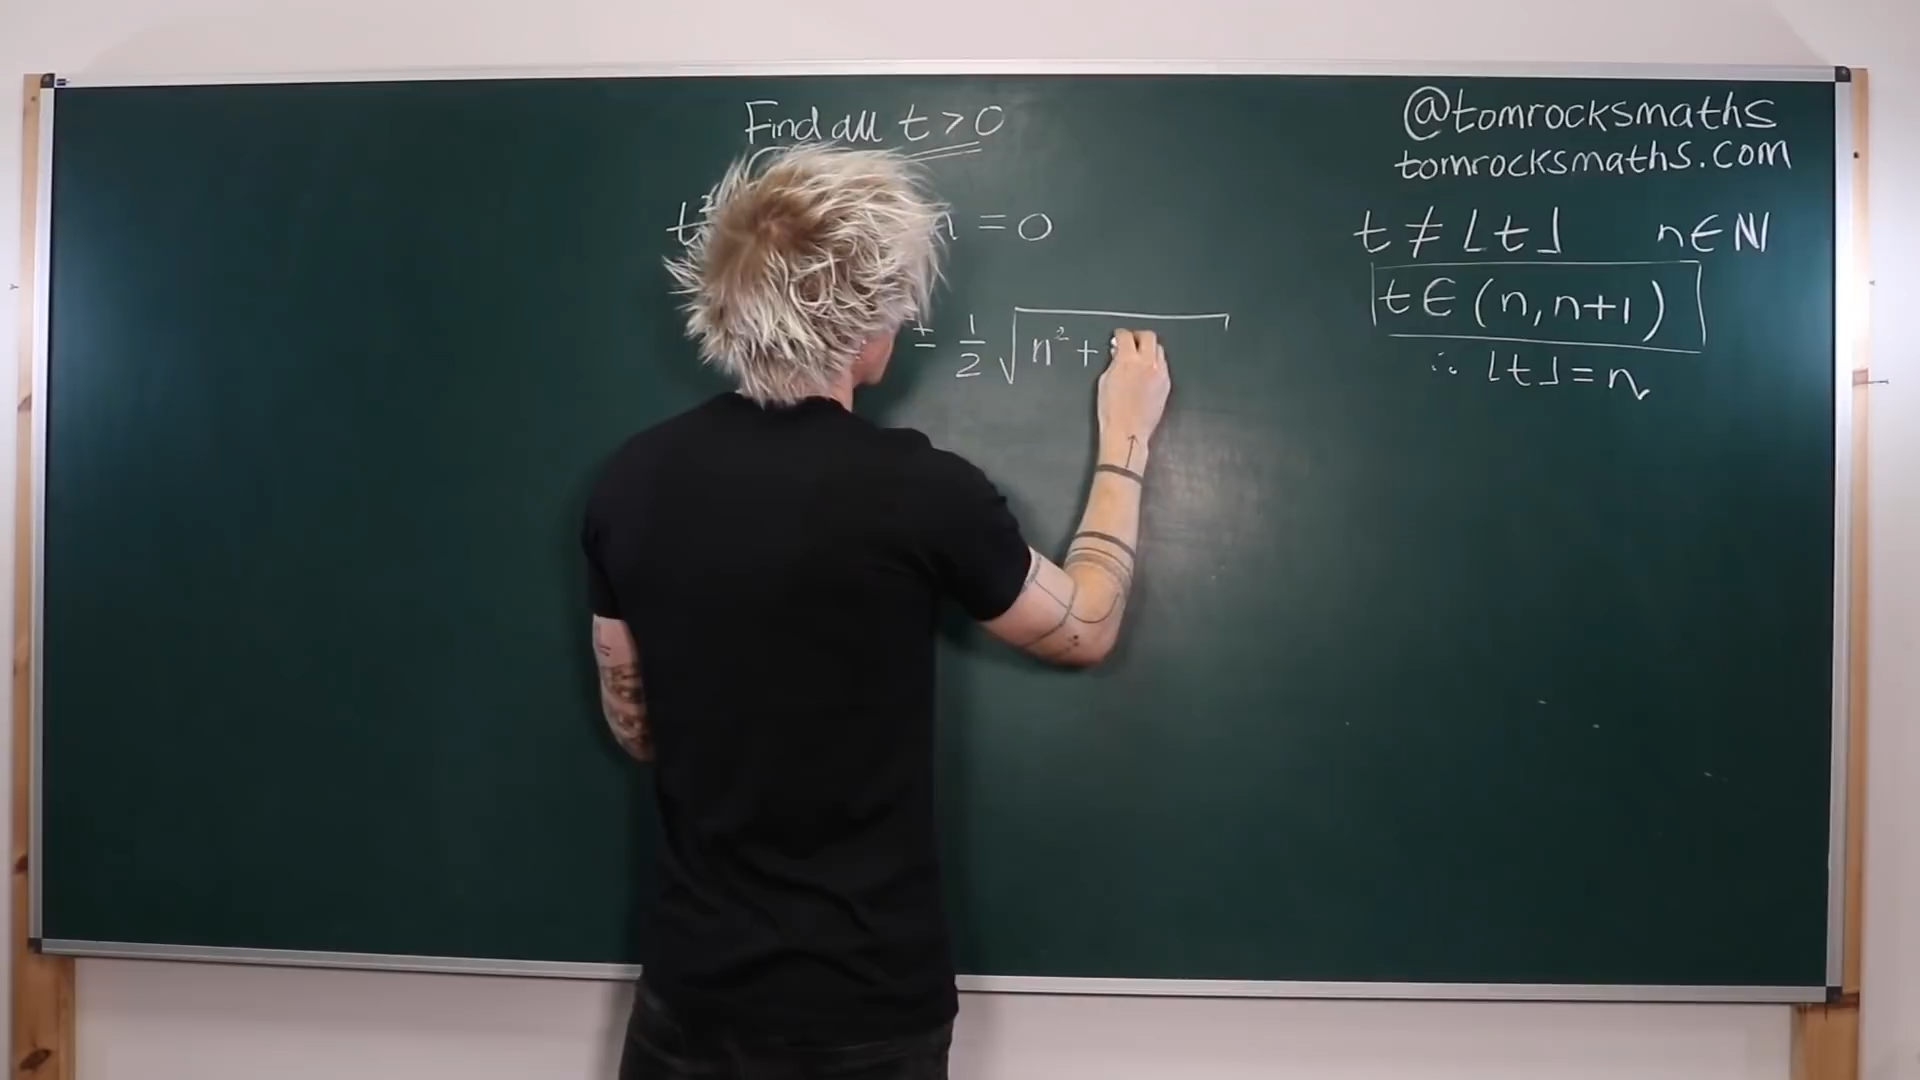 Find all t > 0
t² = 0
± 1/2 √n² +
@tomrocksmaths
tomrocksmaths.com
t ≠ ⌊t⌋ n ∈ ℕ
t ∈ (n, n+1)
∴ ⌊t⌋ = n